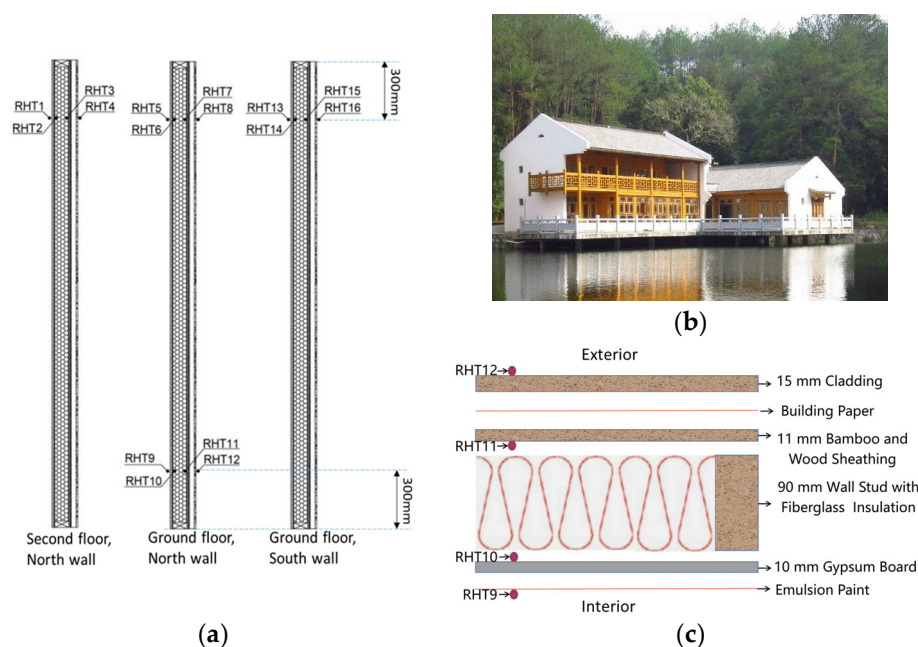 RHT1
RHT2
RHT3
RHT4
RHT5
RHT6
RHT7
RHT8
RHT13
RHT14
RHT15
RHT16
300mm
RHT9
RHT10
RHT11
RHT12
300mm
Second floor,
North wall
Ground floor,
North wall
Ground floor,
South wall
(a)
(b)
Exterior
RHT12
15 mm Cladding
Building Paper
RHT11
11 mm Bamboo and
Wood Sheathing
90 mm Wall Stud with
Fiberglass Insulation
RHT10
10 mm Gypsum Board
RHT9
Emulsion Paint
Interior
(c)